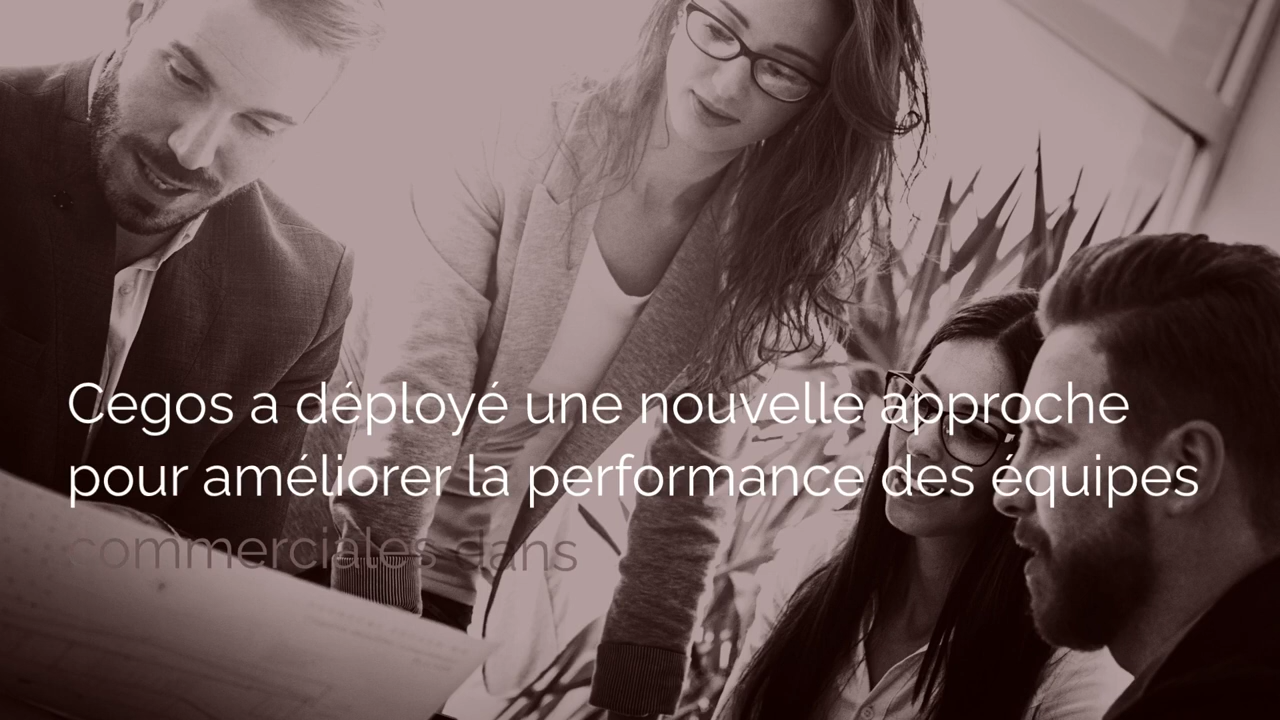 Cegos a déployé une nouvelle approche
pour améliorer la performance des équipes
commerciales dans